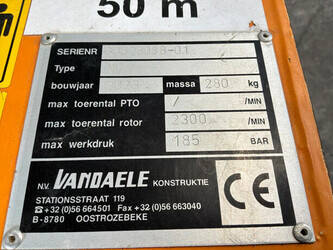 50 m
SERIENR
Type
bouwjaar massa 280 kg
max toerental PTO / /MIN
max toerental rotor 2300 /MIN
max werkdruk 185 BAR
N.V. VANDAELE KONSTRUKTIE
STATIONSSTRAAT 119
☎+32(0)56 664501 Fax +32(0)56 663040
B-8780 OOSTROZEBEKE
CE